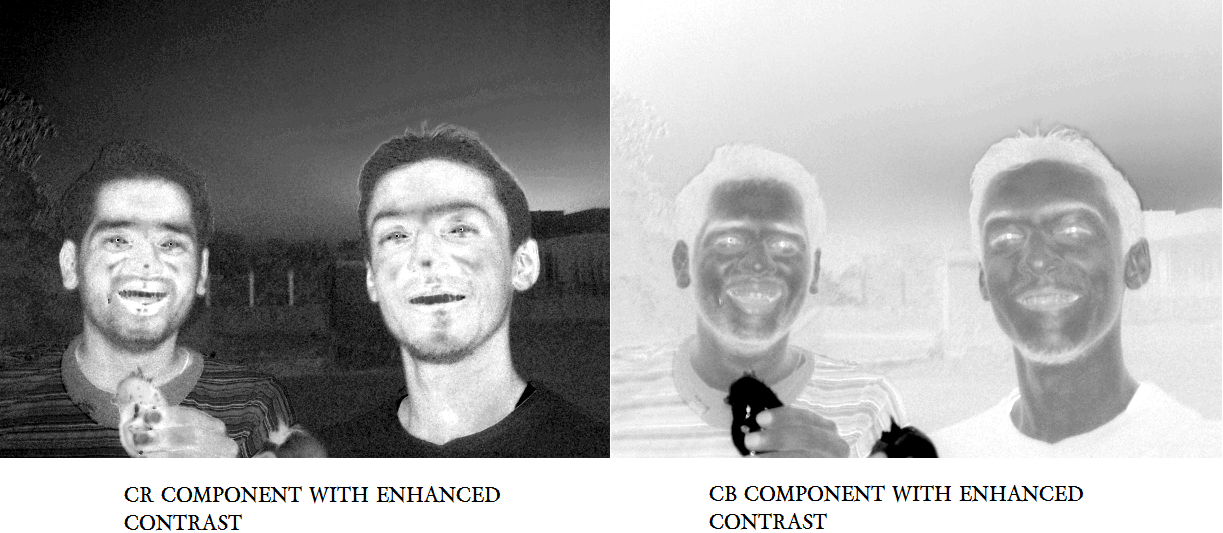 CR COMPONENT WITH ENHANCED
CONTRAST
CB COMPONENT WITH ENHANCED
CONTRAST